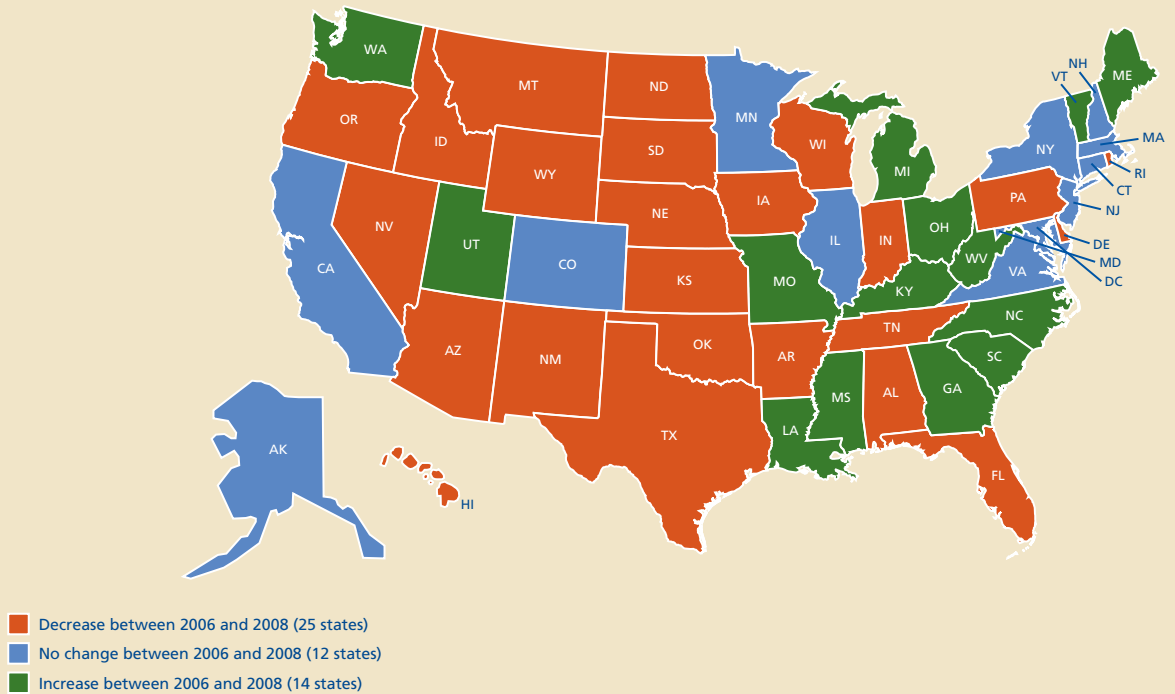 WA
MT
ND
MN
ME
NH
VT
OR
ID
SD
WI
MI
NY
MA
RI
CT
WY
NE
IA
PA
NJ
NV
UT
CO
IL
IN
OH
WV
VA
DE
MD
DC
CA
KS
MO
KY
NC
AZ
NM
OK
AR
TN
SC
TX
LA
MS
AL
GA
FL
AK
HI
Decrease between 2006 and 2008 (25 states)
No change between 2006 and 2008 (12 states)
Increase between 2006 and 2008 (14 states)